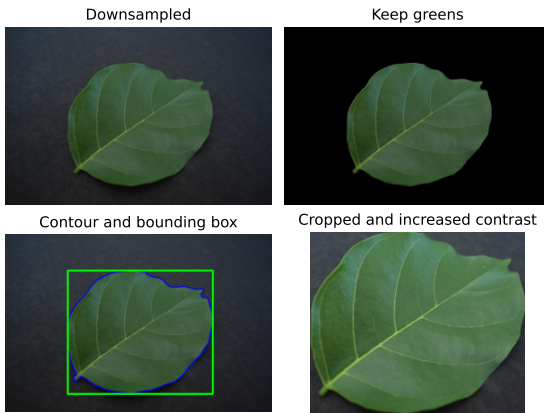 Downsampled
Keep greens
Contour and bounding box
Cropped and increased contrast